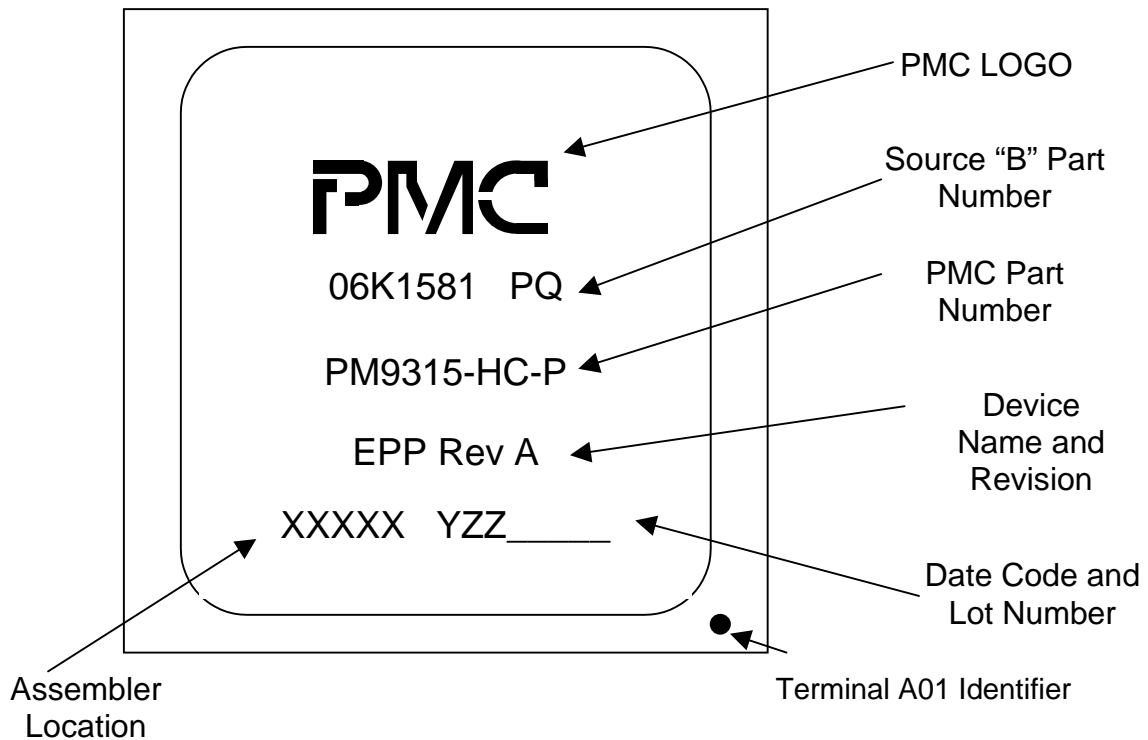 PMC LOGO
Source “B” Part
Number
PMC
06K1581 PQ
PMC Part
Number
PM9315-HC-P
Device
Name and
Revision
EPP Rev A
XXXXX YZZ_____
Date Code and
Lot Number
Assembler
Location
Terminal A01 Identifier